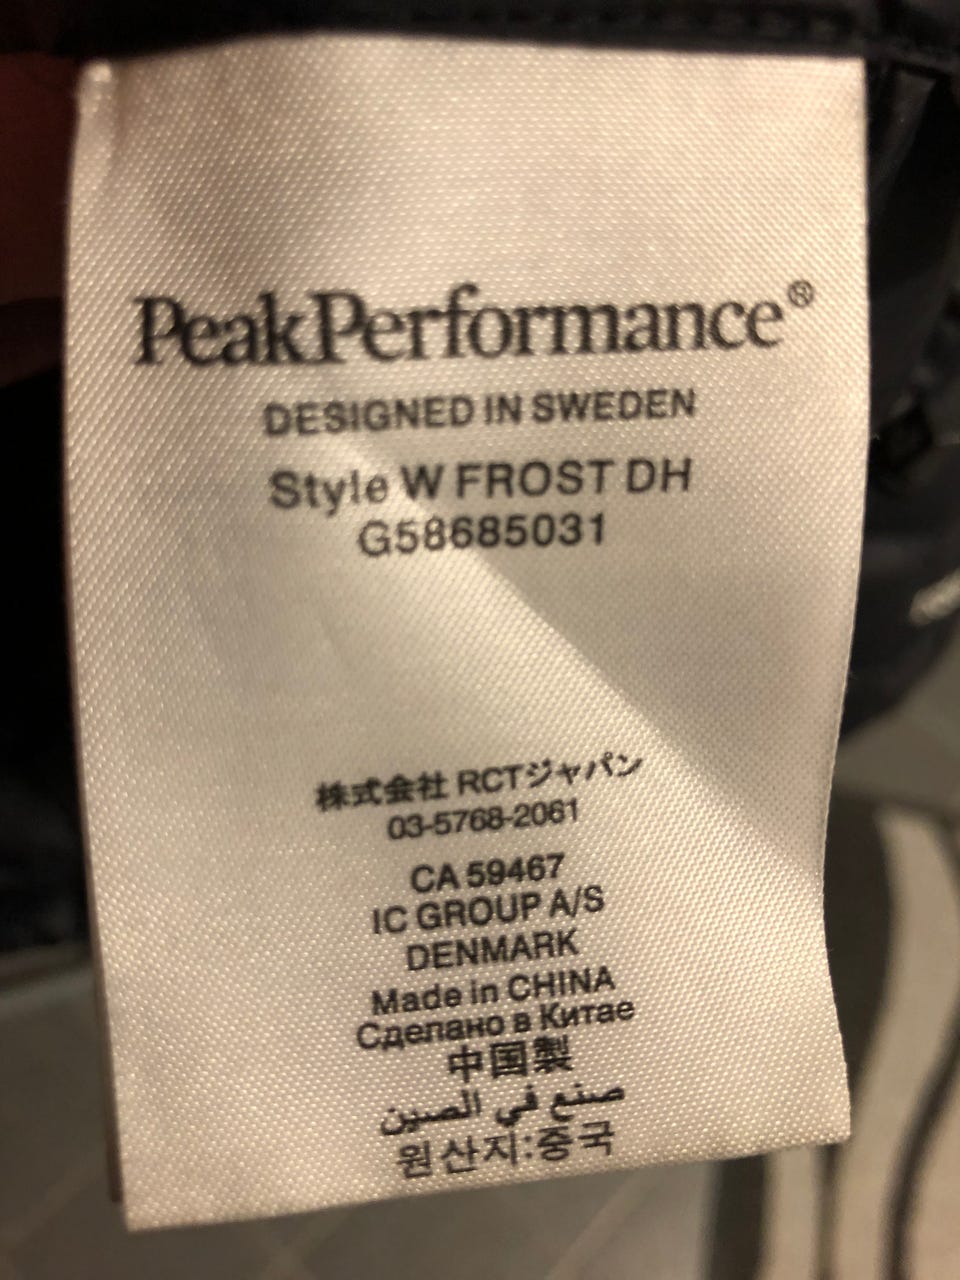 PeakPerformance®
DESIGNED IN SWEDEN
Style W FROST DH
G58685031
株式会社 RCTジャパン
03-5768-2061
CA 59467
IC GROUP A/S
DENMARK
Made in CHINA
Сделано в Китае
中国製
صنع في الصين
원산지:중국